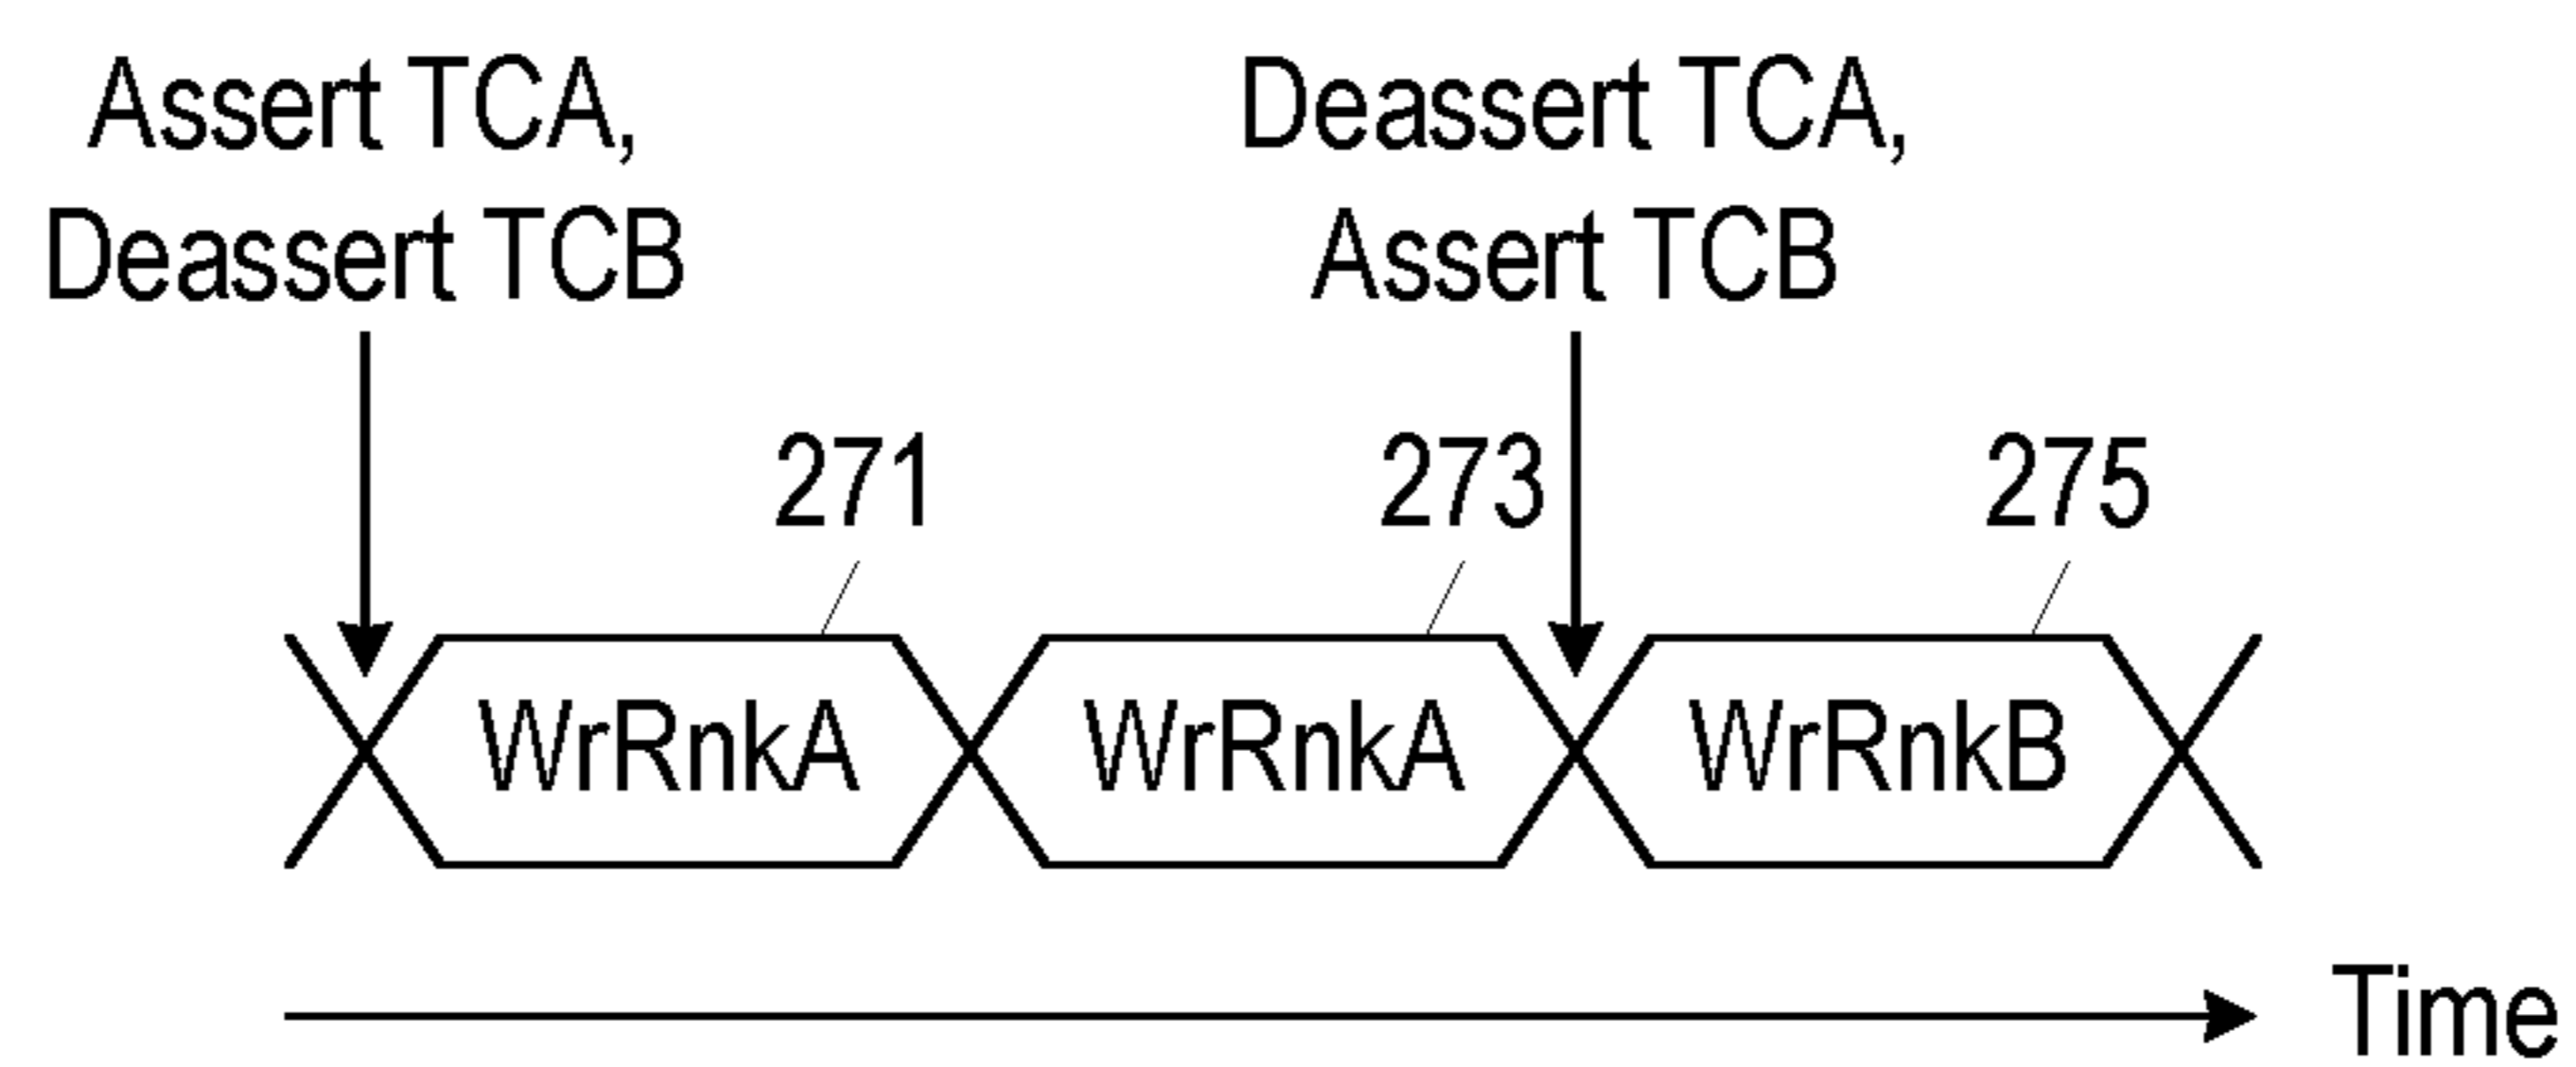 Assert TCA,
Deassert TCB
Deassert TCA,
Assert TCB
271
273
275
WrRnkA
WrRnkA
WrRnkB
Time